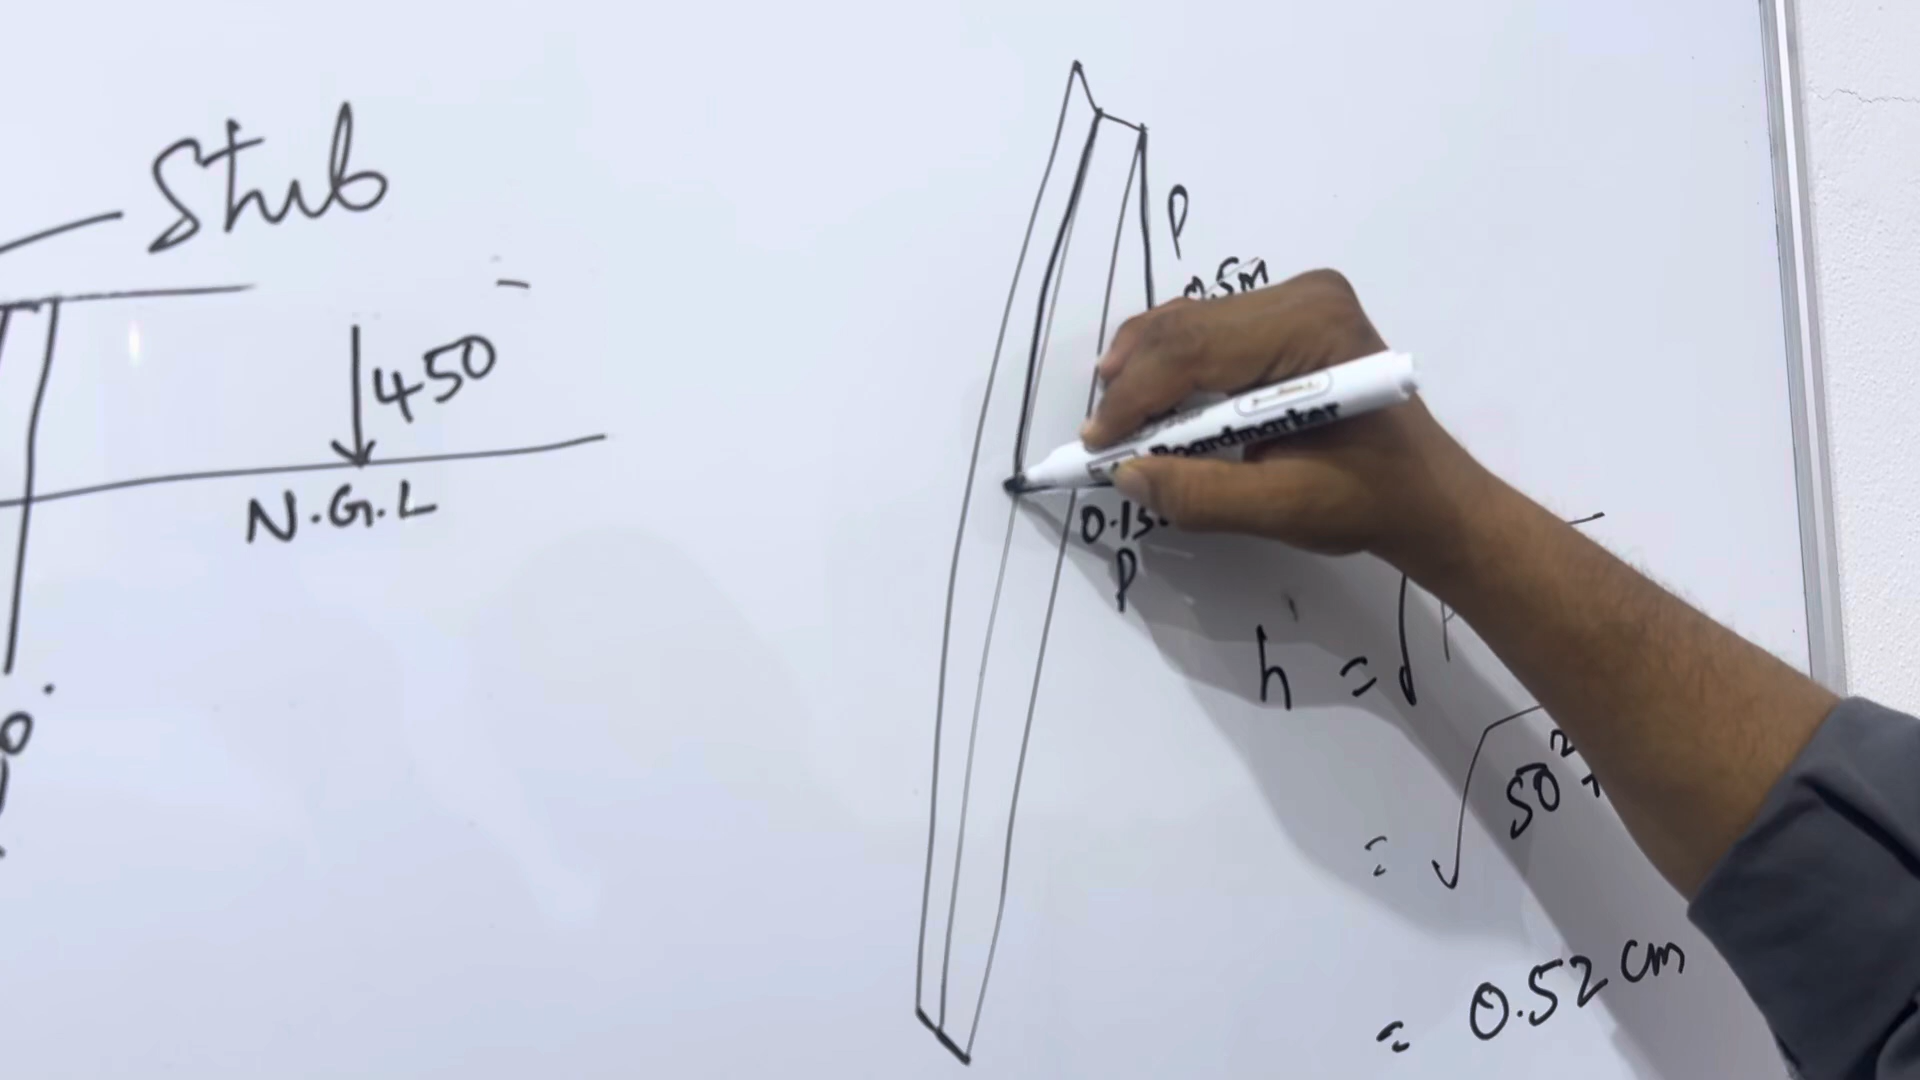 Stub
450
N.G.L
P
0.5m
0.15
P
h = √P
= √50²+
= 0.52 cm
Boardmarker